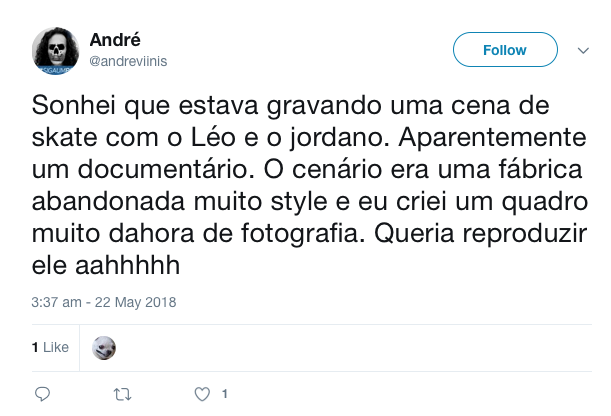 André
Follow
@andreviinis
Sonhei que estava gravando uma cena de
skate com o Léo e o jordano. Aparentemente
um documentário. O cenário era uma fábrica
abandonada muito style e eu criei um quadro
muito dahora de fotografia. Queria reproduzir
ele aahhhhh
3:37 am - 22 May 2018
1 Like
1